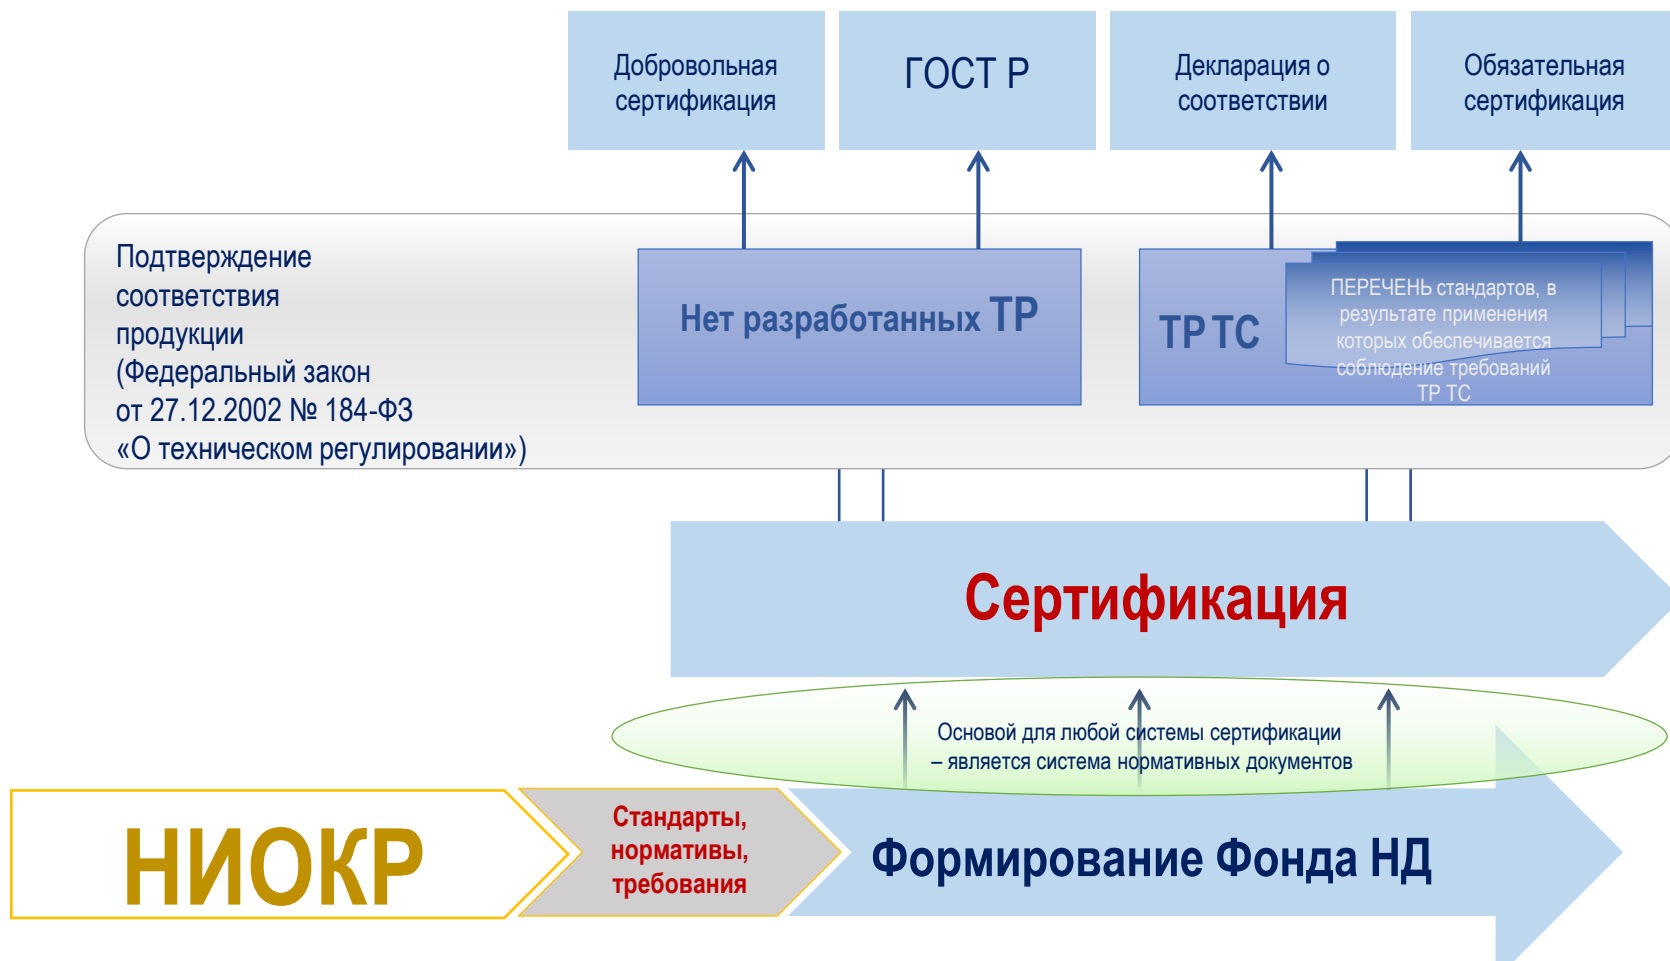 Добровольная
сертификация
ГОСТ Р
Декларация о
соответствии
Обязательная
сертификация
Подтверждение
соответствия
продукции
(Федеральный закон
от 27.12.2002 № 184-ФЗ
«О техническом регулировании»)
Нет разработанных ТР
ТР ТС
ПЕРЕЧЕНЬ стандартов, в
результате применения
которых обеспечивается
соблюдение требований
ТР ТС
Сертификация
Основой для любой системы сертификации
– является система нормативных документов
НИОКР
Стандарты,
нормативы,
требования
Формирование Фонда НД